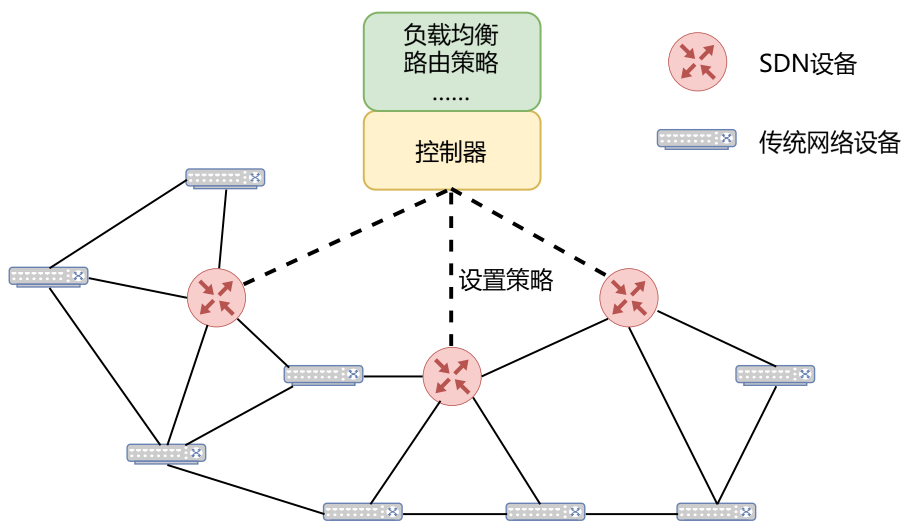 负载均衡
路由策略
......
控制器
SDN设备
传统网络设备
设置策略